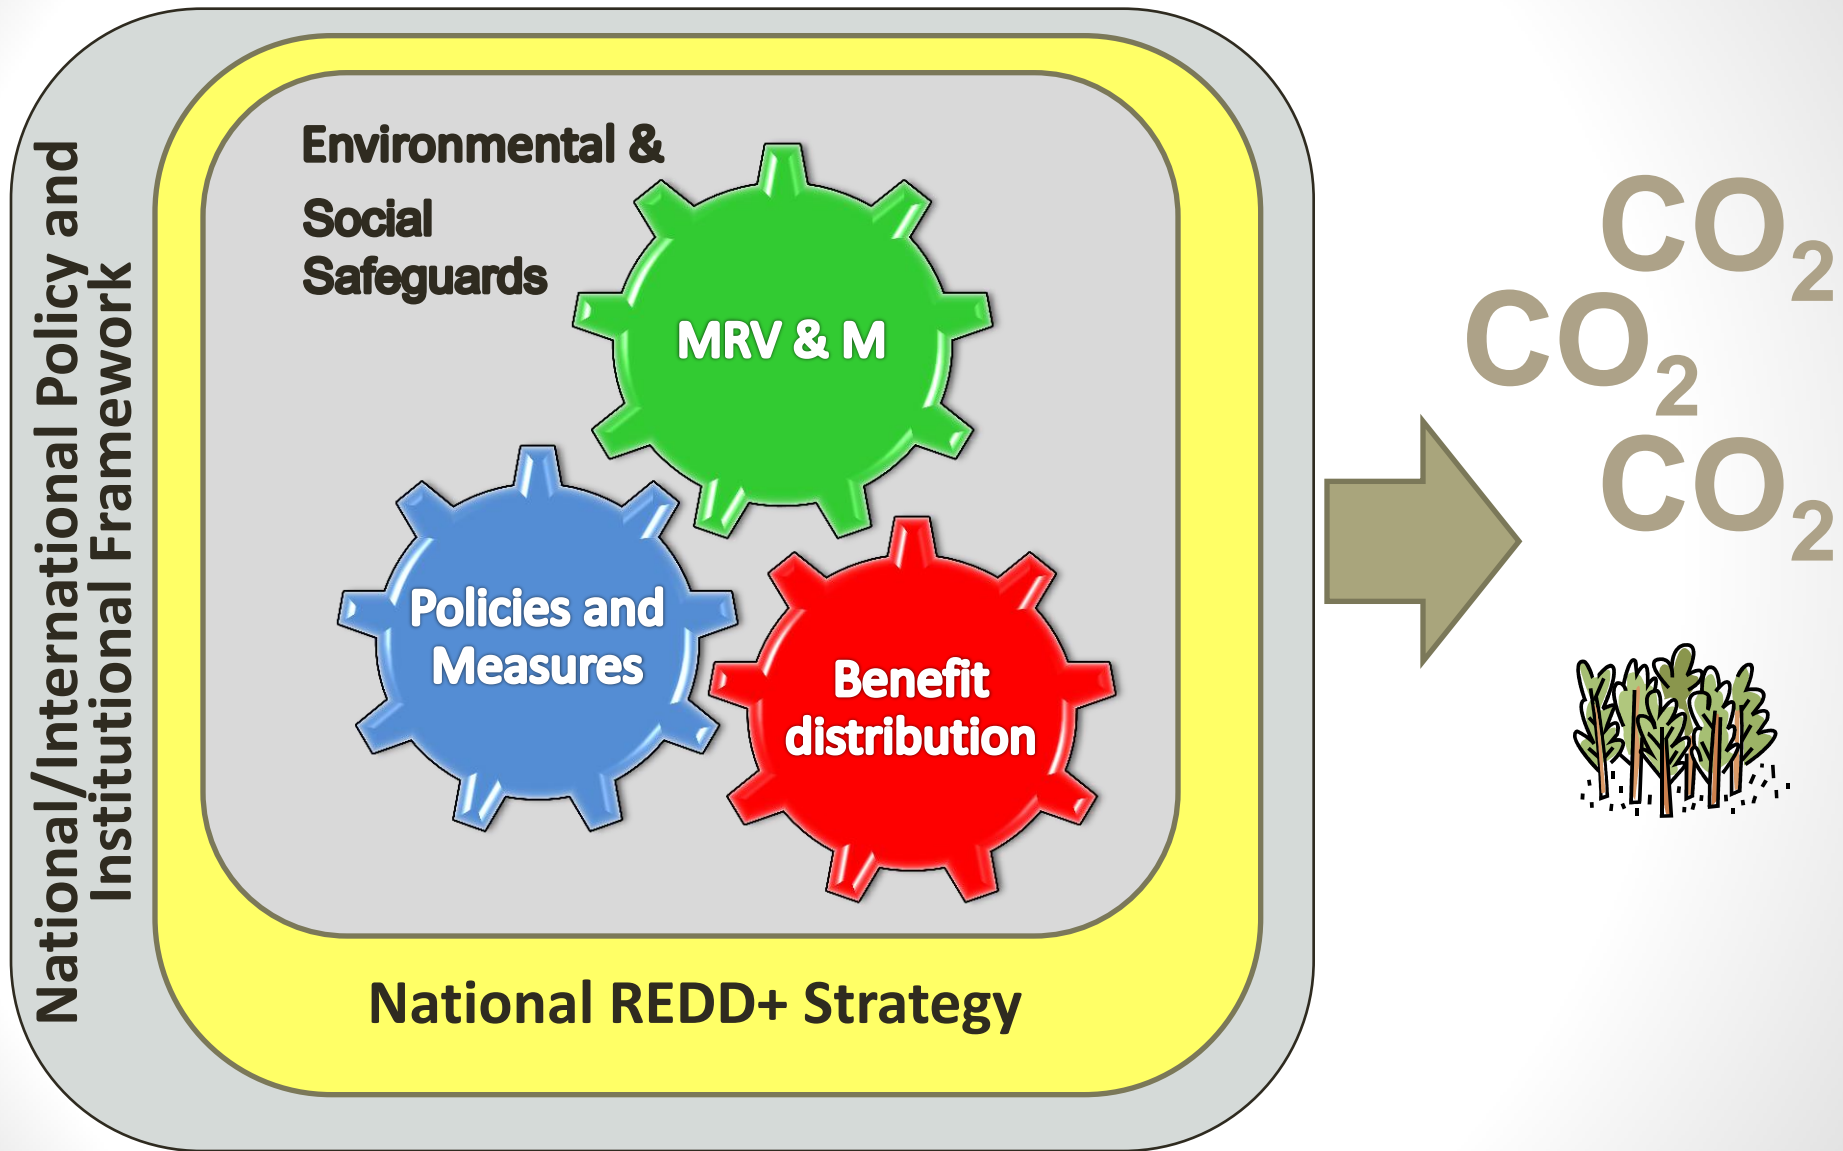 National/International Policy and
Institutional Framework
Environmental &
Social
Safeguards
MRV & M
Policies and
Measures
Benefit
distribution
National REDD+ Strategy
CO₂
CO₂
CO₂